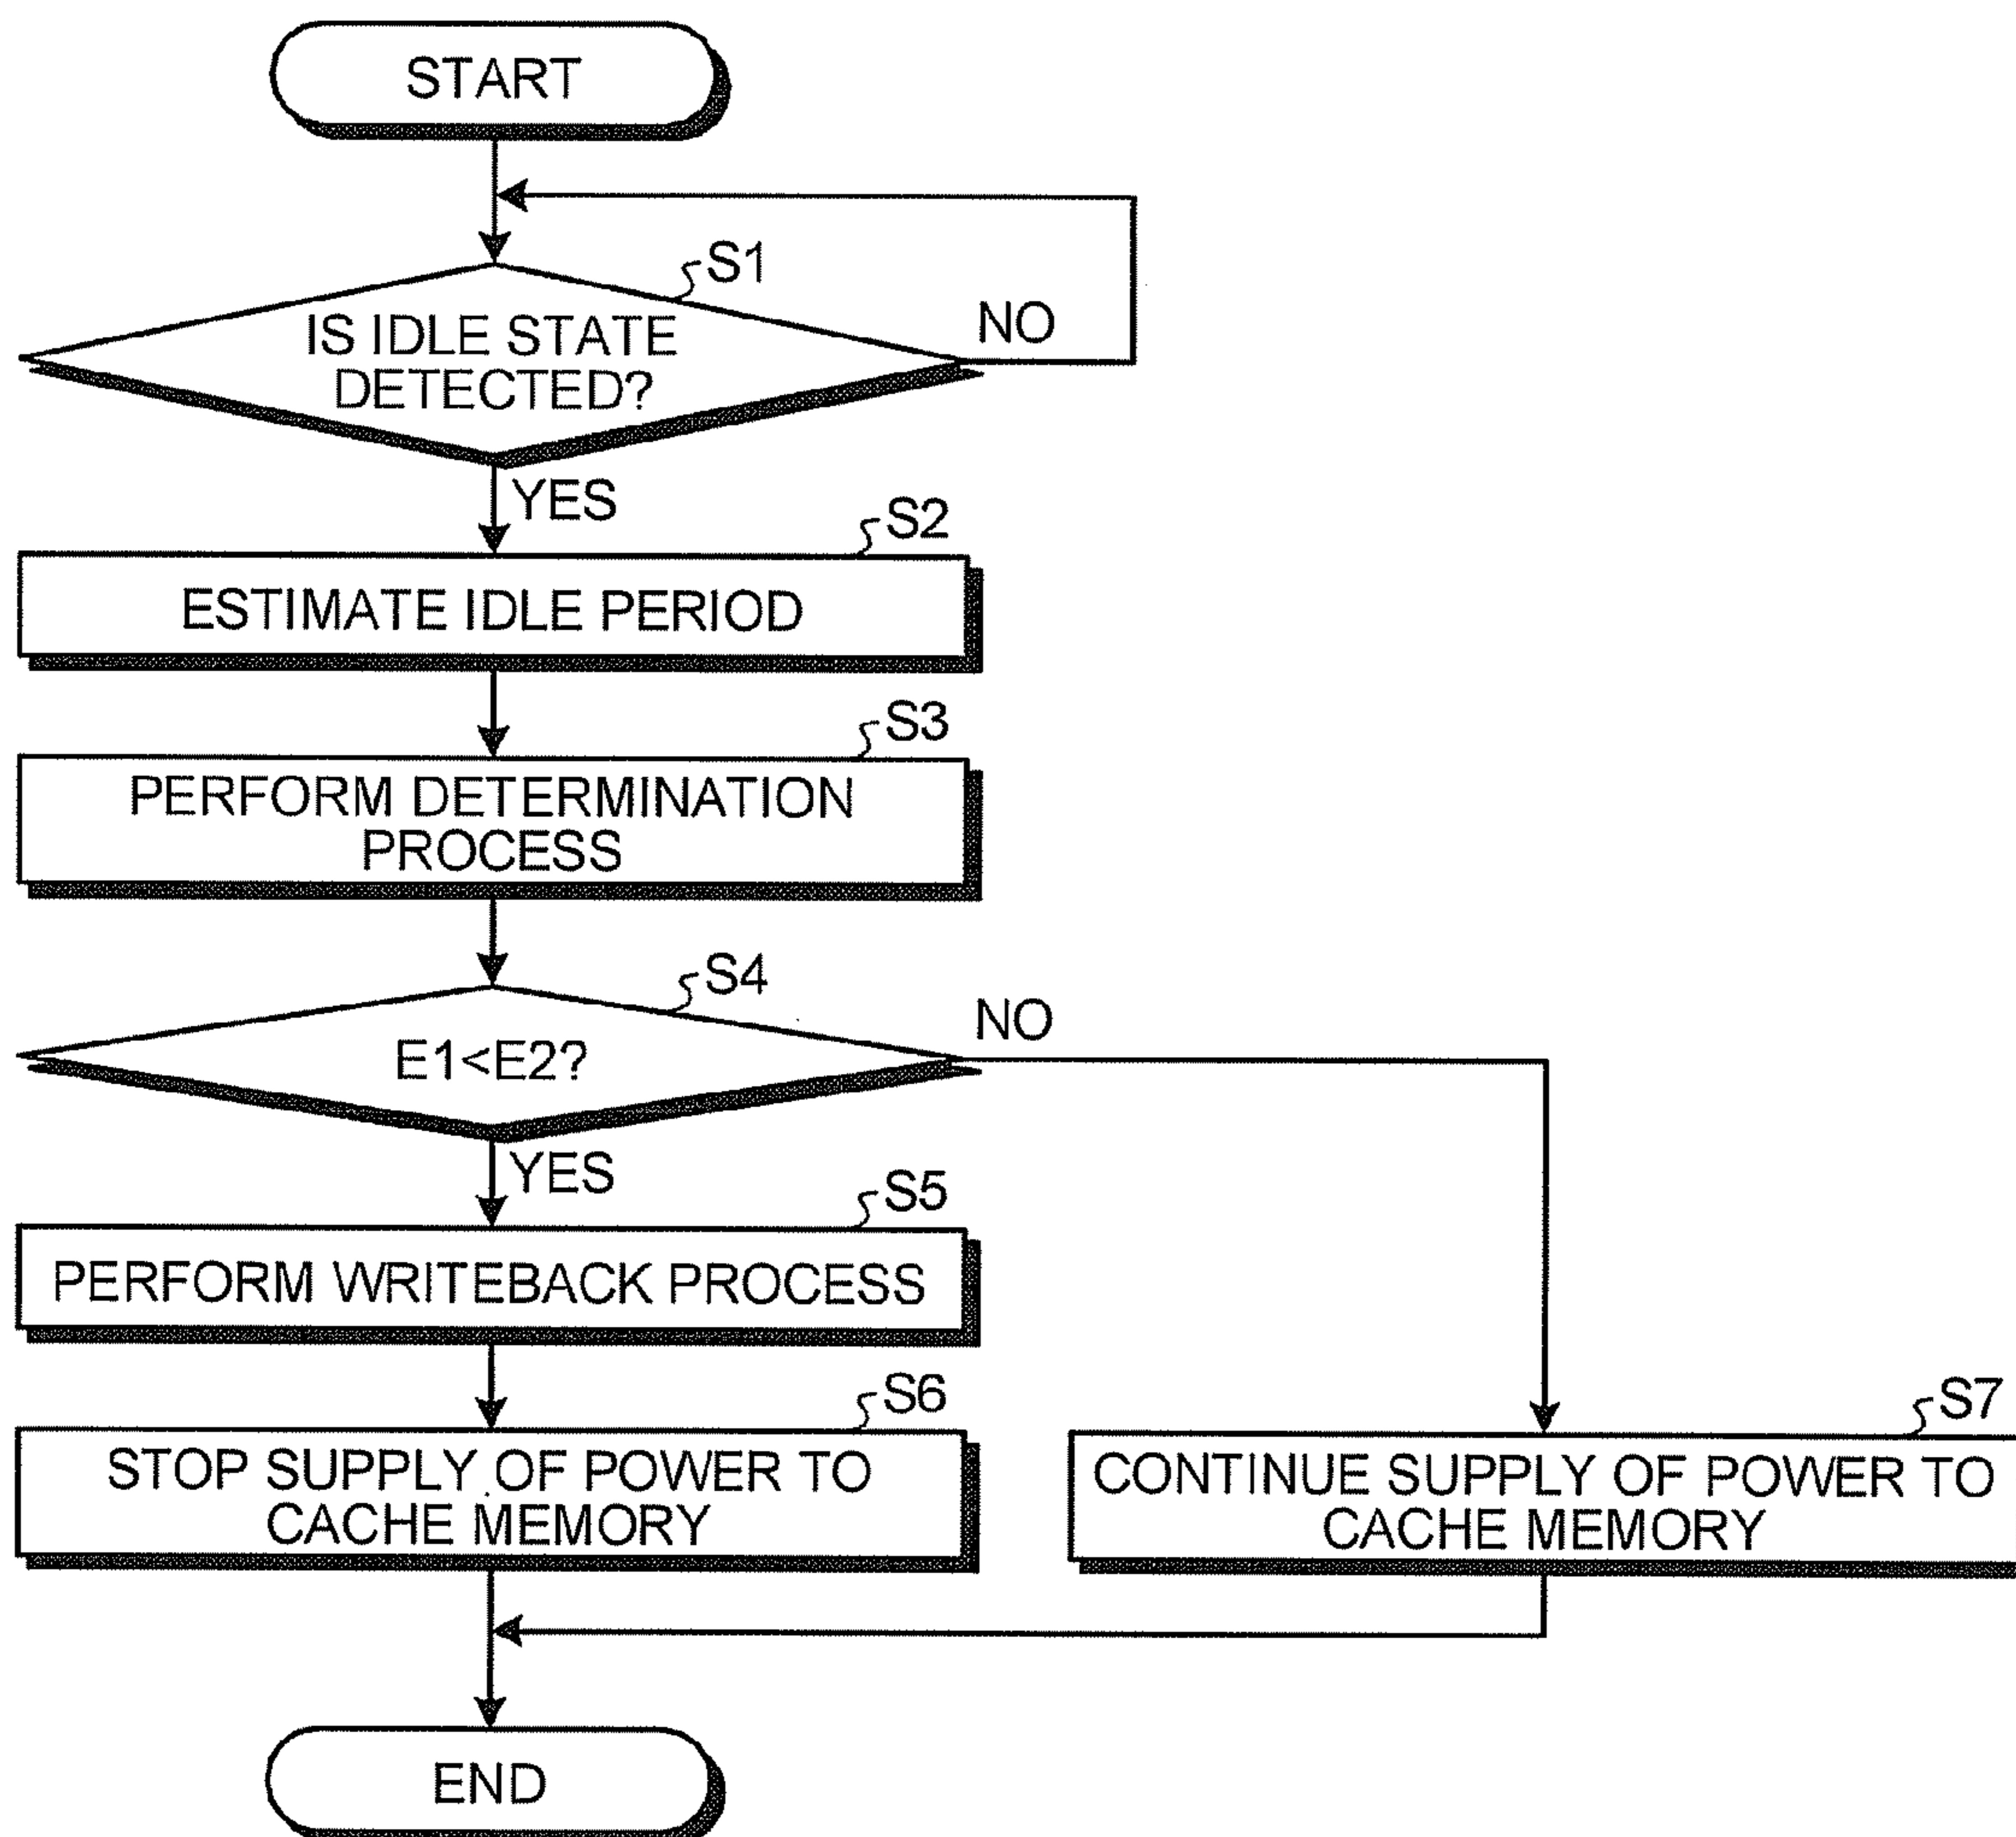 START
S1
IS IDLE STATE
DETECTED?
NO
YES
S2
ESTIMATE IDLE PERIOD
S3
PERFORM DETERMINATION
PROCESS
S4
E1<E2?
NO
YES
S5
PERFORM WRITEBACK PROCESS
S6
STOP SUPPLY OF POWER TO
CACHE MEMORY
S7
CONTINUE SUPPLY OF POWER TO
CACHE MEMORY
END